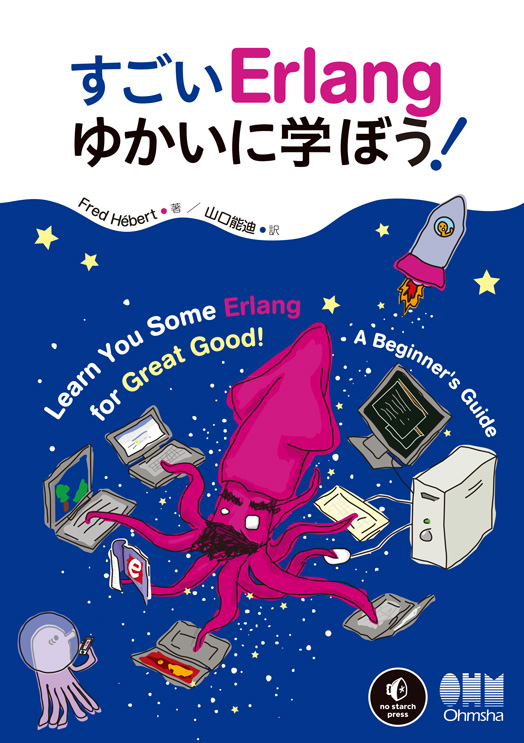 すごいErlang
ゆかいに学ぼう!
Fred Hébert●著／山口能迪●訳
Learn You Some Erlang
for Great Good!
A Beginner's Guide
e
no starch
press
OHM
Ohmsha